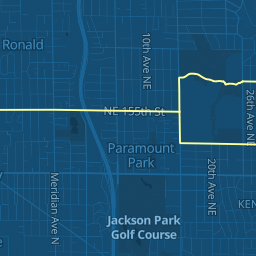 Ronald
10th Ave NE
26th Ave NE
NE 155th St
Paramount
Park
Meridian Ave N
20th Ave NE
KEN
Jackson Park
Golf Course